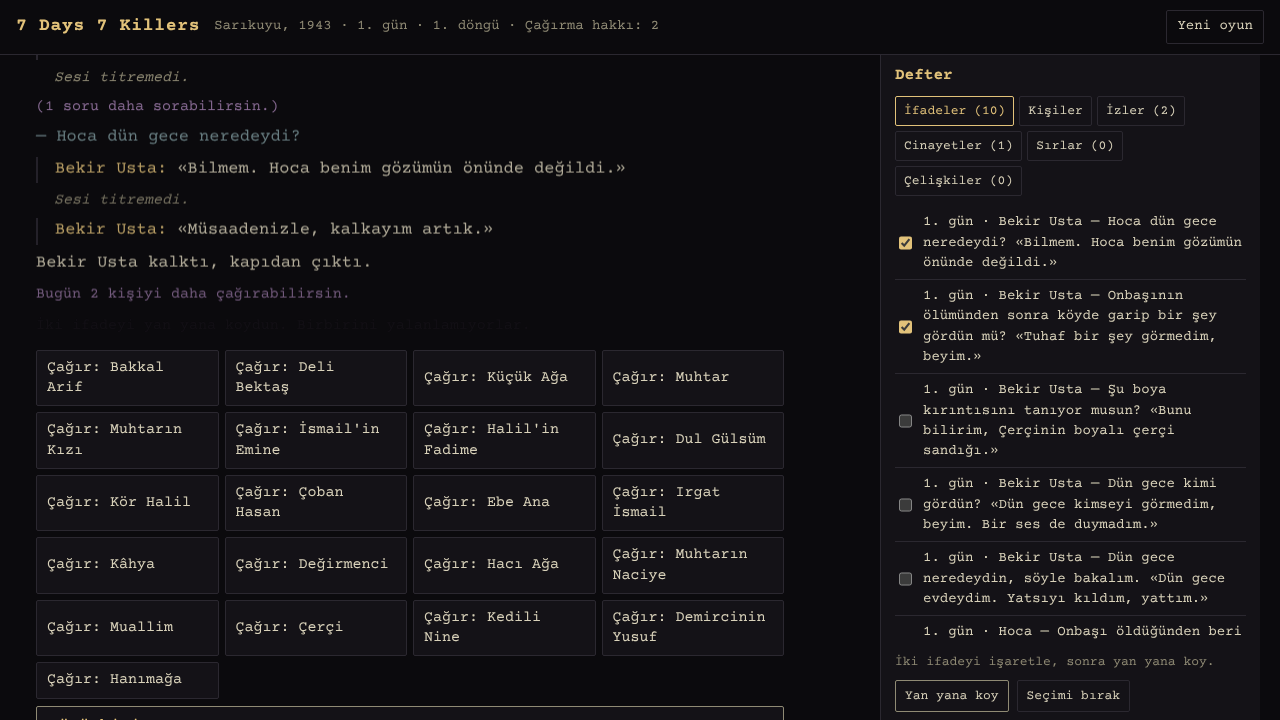 7 Days 7 Killers Sarıkuyu, 1943 · 1. gün · 1. döngü · Çağırma hakkı: 2 Yeni oyun
Sesi titremedi.
(1 soru daha sorabilirsin.)
— Hoca dün gece neredeydi?
Bekir Usta: «Bilmem. Hoca benim gözümün önünde değildi.»
Sesi titremedi.
Bekir Usta: «Müsaadenizle, kalkayım artık.»
Bekir Usta kalktı, kapıdan çıktı.
Bugün 2 kişiyi daha çağırabilirsin.
Çağır: Bakkal
Arif
Çağır: Deli
Bektaş
Çağır: Küçük Ağa
Çağır: Muhtar
Çağır: Muhtarın
Kızı
Çağır: İsmail'in
Emine
Çağır: Halil'in
Fadime
Çağır: Dul Gülsüm
Çağır: Kör Halil
Çağır: Çoban
Hasan
Çağır: Ebe Ana
Çağır: Irgat
İsmail
Çağır: Kâhya
Çağır: Değirmenci
Çağır: Hacı Ağa
Çağır: Muhtarın
Naciye
Çağır: Muallim
Çağır: Çerçi
Çağır: Kedili
Nine
Çağır: Demircinin
Yusuf
Çağır: Hanımağa
Defter
İfadeler (10) Kişiler İzler (2)
Cinayetler (1) Sırlar (0)
Çelişkiler (0)
1. gün · Bekir Usta — Hoca dün gece
neredeydi? «Bilmem. Hoca benim gözümün
önünde değildi.»
1. gün · Bekir Usta — Onbaşının
ölümünden sonra köyde garip bir şey
gördün mü? «Tuhaf bir şey görmedim,
beyim.»
1. gün · Bekir Usta — Şu boya
kırıntısını tanıyor musun? «Bunu
bilirim, Çerçinin boyalı çerçi
sandığı.»
1. gün · Bekir Usta — Dün gece kimi
gördün? «Dün gece kimseyi görmedim,
beyim. Bir ses de duymadım.»
1. gün · Bekir Usta — Dün gece
neredeydin, söyle bakalım. «Dün gece
evdeydim. Yatsıyı kıldım, yattım.»
1. gün · Hoca — Onbaşı öldüğünden beri
İki ifadeyi işaretle, sonra yan yana koy.
Yan yana koy Seçimi bırak